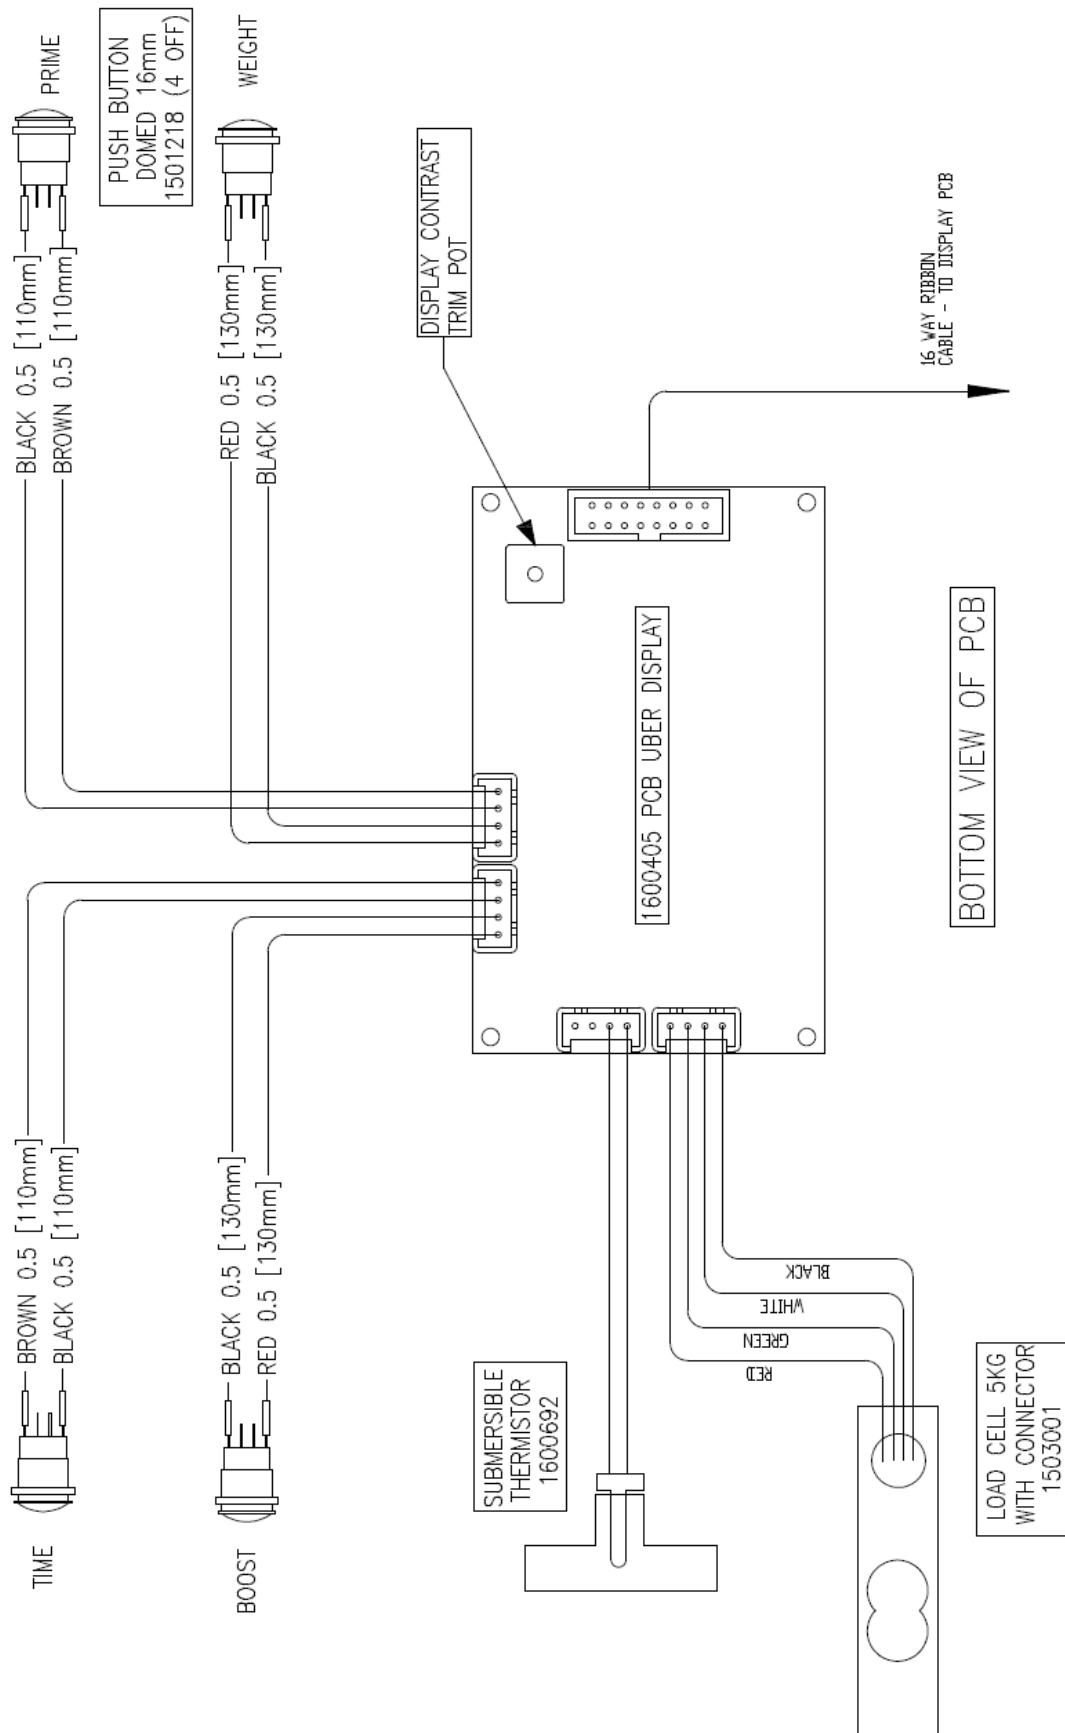 TIME
BROWN 0.5 [110mm]
BLACK 0.5 [110mm]
BLACK 0.5 [110mm]
BROWN 0.5 [110mm]
PRIME
PUSH BUTTON
DOMED 16mm
1501218 (4 OFF)
BOOST
BLACK 0.5 [130mm]
RED 0.5 [130mm]
RED 0.5 [130mm]
BLACK 0.5 [130mm]
WEIGHT
DISPLAY CONTRAST
TRIM POT
SUBMERSIBLE
THERMISTOR
1600692
1600405 PCB UBER DISPLAY
RED
GREEN
WHITE
BLACK
16 WAY RIBBON
CABLE - TO DISPLAY PCB
LOAD CELL 5KG
WITH CONNECTOR
1503001
BOTTOM VIEW OF PCB